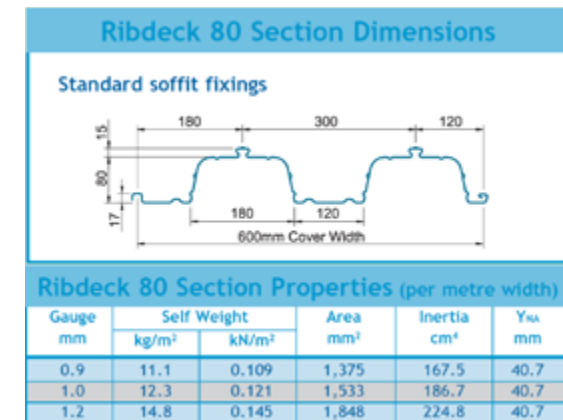 Ribdeck 80 Section Dimensions
Standard soffit fixings
180 300 120
15
80
17
180 120
600mm Cover Width
Ribdeck 80 Section Properties (per metre width)
Gauge Self Weight Area Inertia YNA
mm kg/m² kN/m² mm² cm⁴ mm
0.9 11.1 0.109 1,375 167.5 40.7
1.0 12.3 0.121 1,533 186.7 40.7
1.2 14.8 0.145 1,848 224.8 40.7